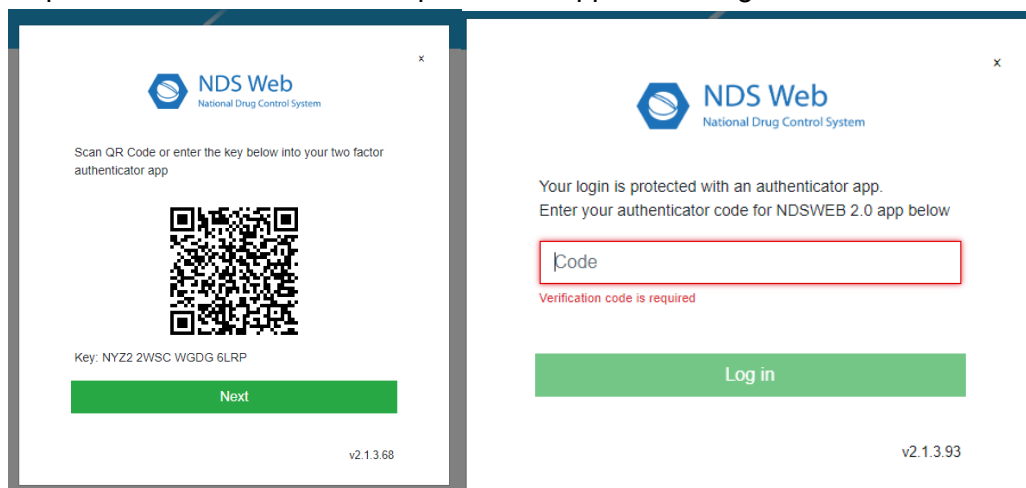 x
NDS Web
National Drug Control System
Scan QR Code or enter the key below into your two factor
authenticator app
Key: NYZ2 2WSC WGDG 6LRP
Next
v2.1.3.68
x
NDS Web
National Drug Control System
Your login is protected with an authenticator app.
Enter your authenticator code for NDSWEB 2.0 app below
Code
Verification code is required
Log in
v2.1.3.93